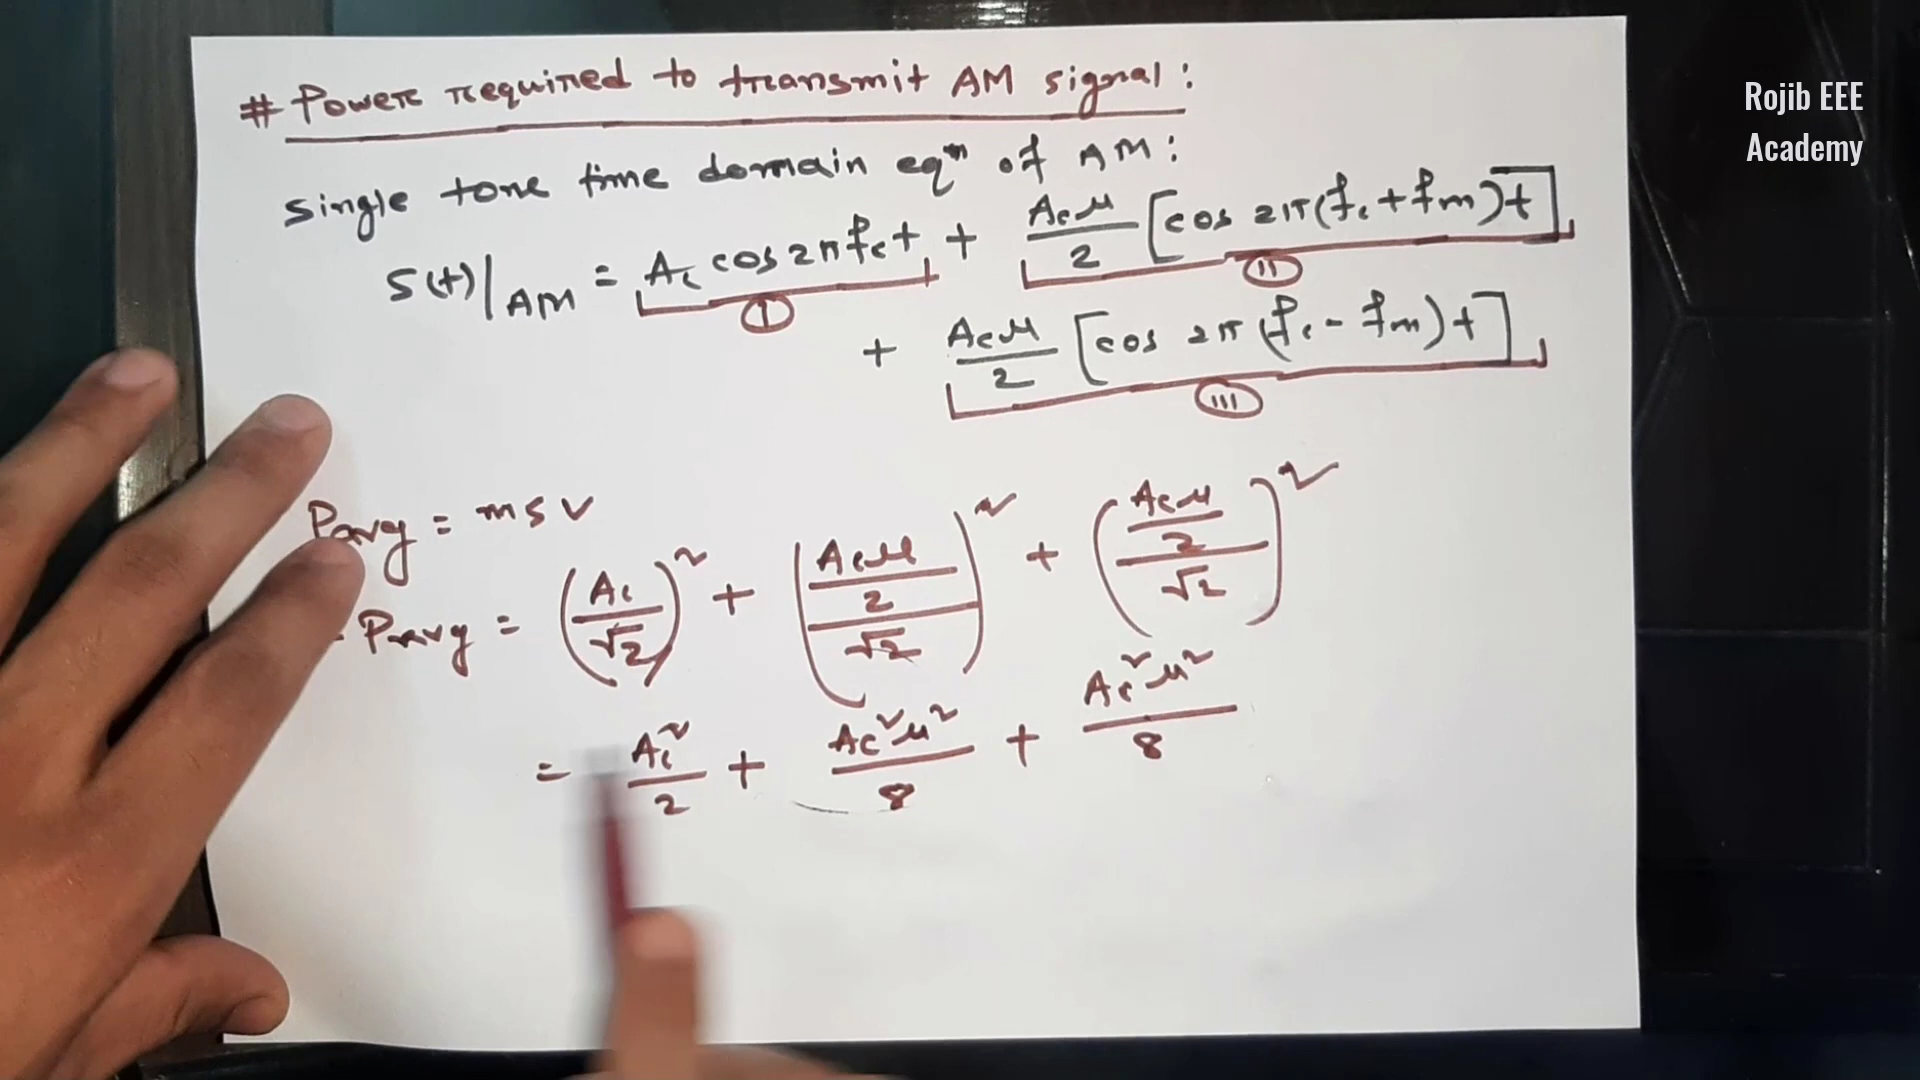 # Power required to transmit AM signal:
Rojib EEE
Academy
single tone time domain eqⁿ of AM:
S(t)|AM = Ac cos 2π fc t + Acμ/2 [cos 2π(fc + fm)t]
(I) (II)
+ Acμ/2 [cos 2π (fc - fm)t]
(III)
Pavg = msv
Pavg = (Ac/√2)² + ((Acμ/2)/√2)² + ((Acμ/2)/√2)²
= Ac²/2 + Ac²μ²/8 + Ac²μ²/8